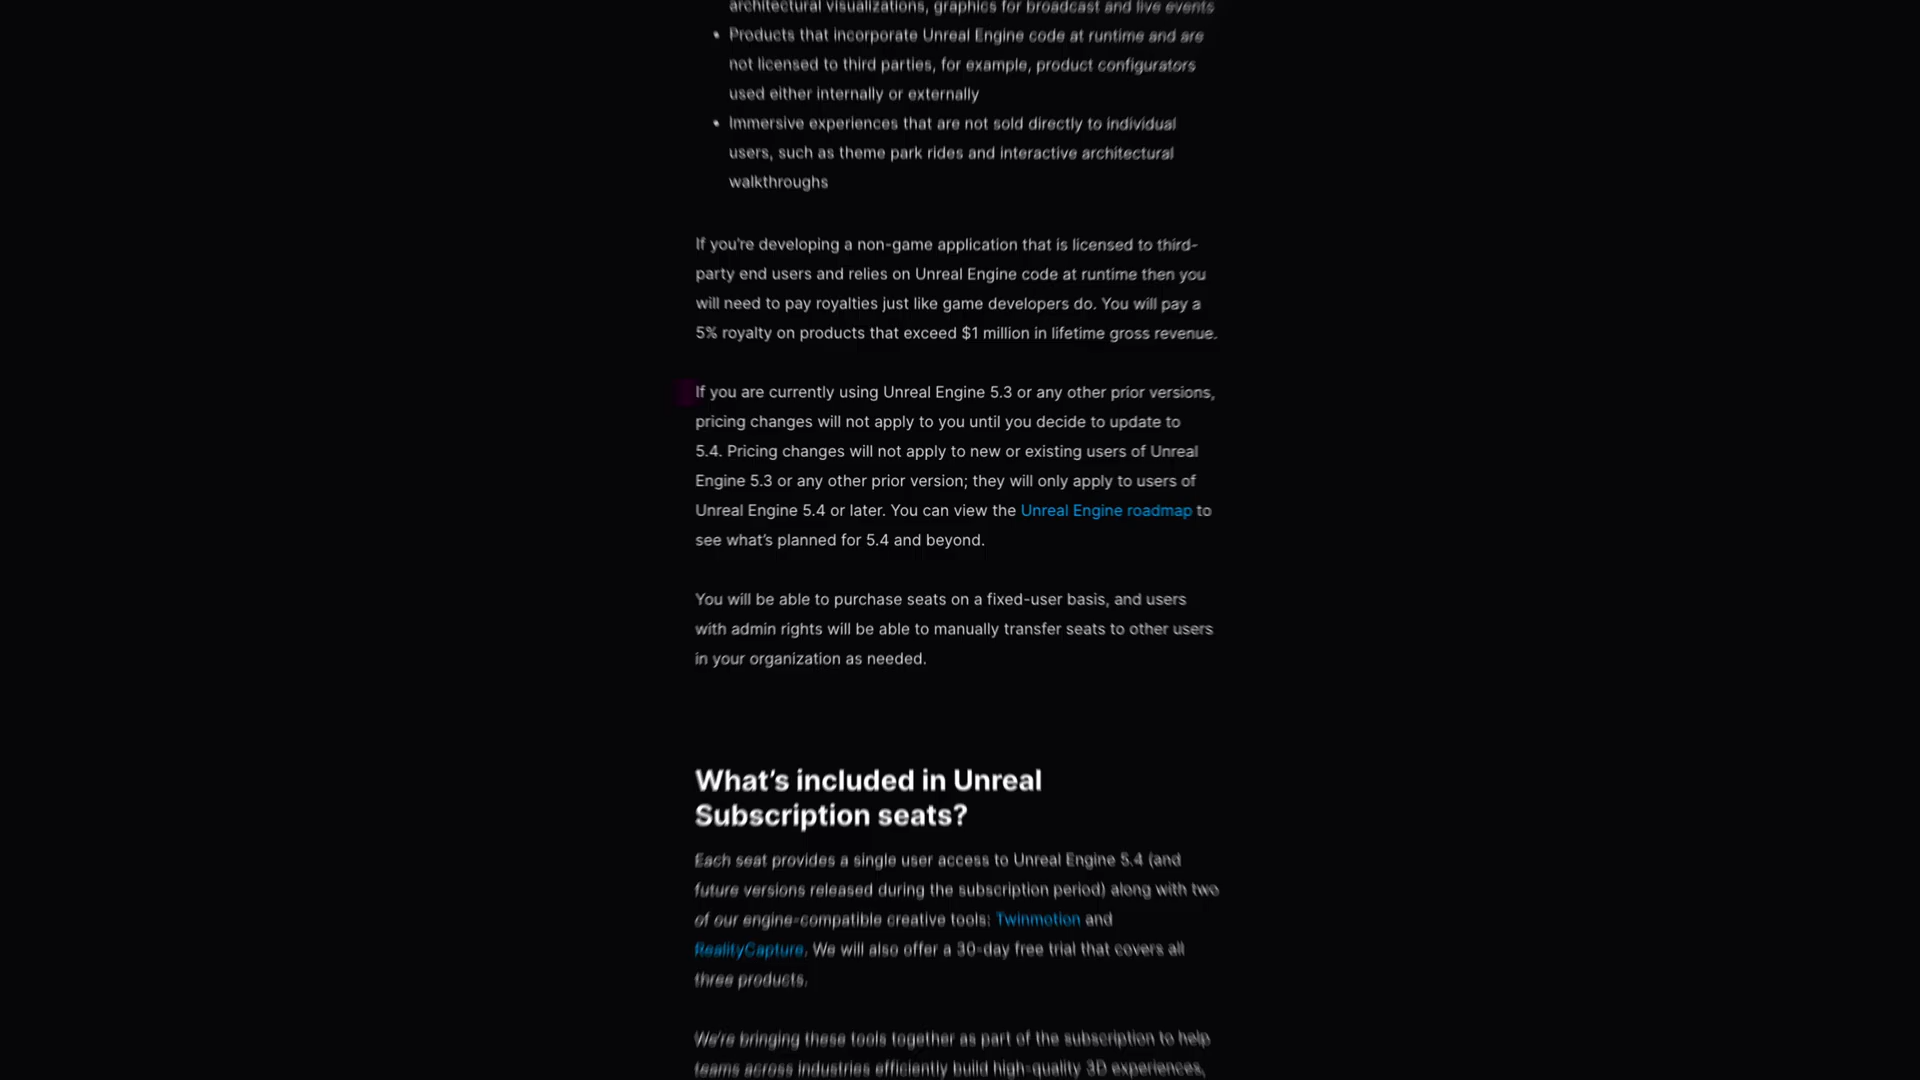 architectural visualizations, graphics for broadcast and live events
• Products that incorporate Unreal Engine code at runtime and are
not licensed to third parties, for example, product configurators
used either internally or externally
• Immersive experiences that are not sold directly to individual
users, such as theme park rides and interactive architectural
walkthroughs
If you're developing a non-game application that is licensed to third-
party end users and relies on Unreal Engine code at runtime then you
will need to pay royalties just like game developers do. You will pay a
5% royalty on products that exceed $1 million in lifetime gross revenue.
If you are currently using Unreal Engine 5.3 or any other prior versions,
pricing changes will not apply to you until you decide to update to
5.4. Pricing changes will not apply to new or existing users of Unreal
Engine 5.3 or any other prior version; they will only apply to users of
Unreal Engine 5.4 or later. You can view the Unreal Engine roadmap to
see what's planned for 5.4 and beyond.
You will be able to purchase seats on a fixed-user basis, and users
with admin rights will be able to manually transfer seats to other users
in your organization as needed.
What's included in Unreal
Subscription seats?
Each seat provides a single user access to Unreal Engine 5.4 (and
future versions released during the subscription period) along with two
of our engine-compatible creative tools: Twinmotion and
RealityCapture. We will also offer a 30-day free trial that covers all
three products.
We're bringing these tools together as part of the subscription to help
teams across industries efficiently build high-quality 3D experiences,